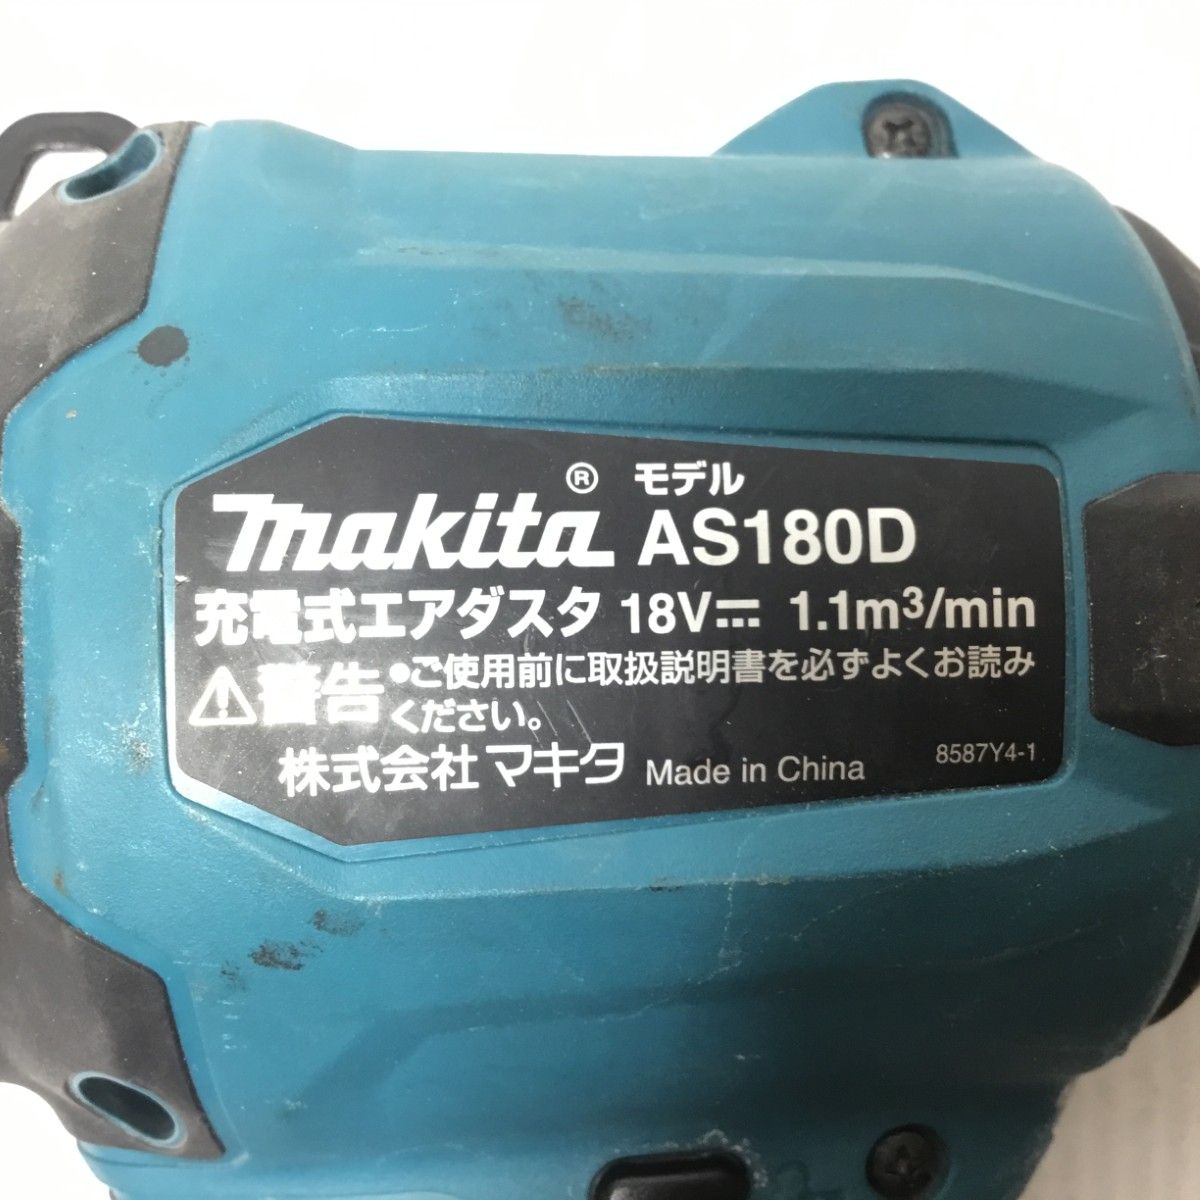 makita® モデル AS180D
充電式エアダスタ 18V⎓ 1.1m³/min
⚠警告 •ご使用前に取扱説明書を必ずよくお読み
ください。
株式会社マキタ Made in China 8587Y4-1